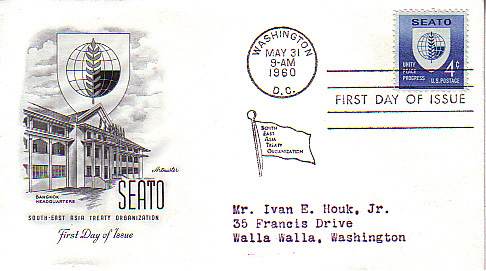 WASHINGTON
MAY 31
9-AM
1960
D.C.
SEATO
UNITY
PEACE
PROGRESS
4¢
U.S. POSTAGE
FIRST DAY OF ISSUE
SOUTH
EAST
ASIA
TREATY
ORGANIZATION
Artmaster
BANGKOK
HEADQUARTERS
SEATO
SOUTH-EAST ASIA TREATY ORGANIZATION
First Day of Issue
Mr. Ivan E. Houk, Jr.
35 Francis Drive
Walla Walla, Washington